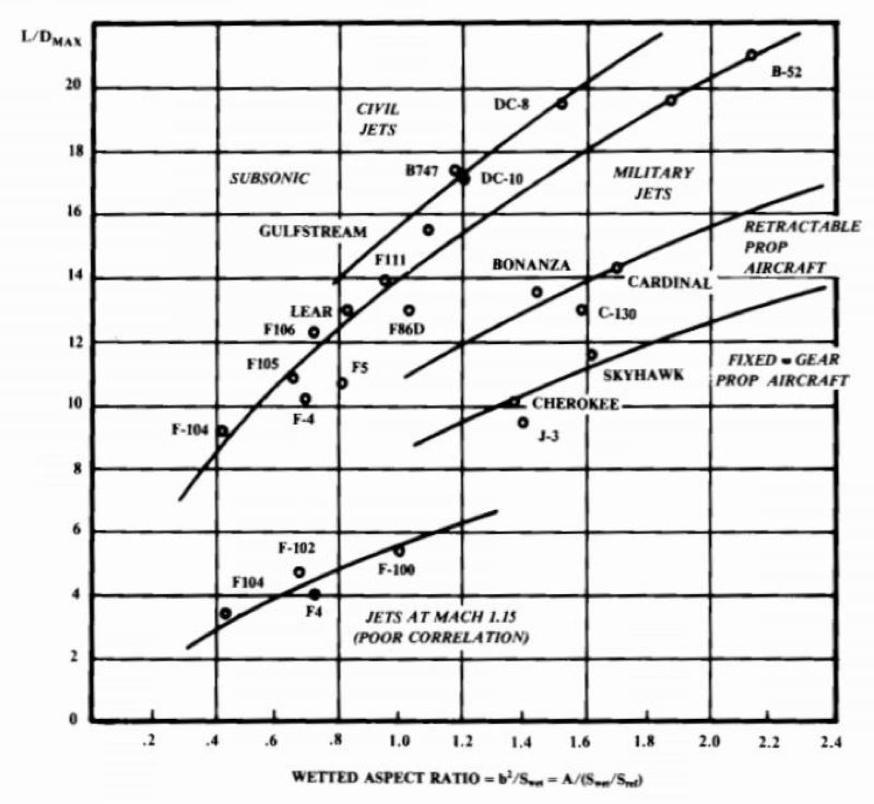 L/D_MAX
20
18
16
14
12
10
8
6
4
2
0
CIVIL
JETS
SUBSONIC
DC-8
B-52
B747
DC-10
MILITARY
JETS
GULFSTREAM
F111
BONANZA
RETRACTABLE
PROP
AIRCRAFT
CARDINAL
LEAR
F106
F86D
C-130
F105
F5
SKYHAWK
FIXED - GEAR
PROP AIRCRAFT
F-104
F-4
CHEROKEE
J-3
F-102
F104
F-100
F4
JETS AT MACH 1.15
(POOR CORRELATION)
.2 .4 .6 .8 1.0 1.2 1.4 1.6 1.8 2.0 2.2 2.4
WETTED ASPECT RATIO = b²/S_wet = A/(S_wet/S_ref)